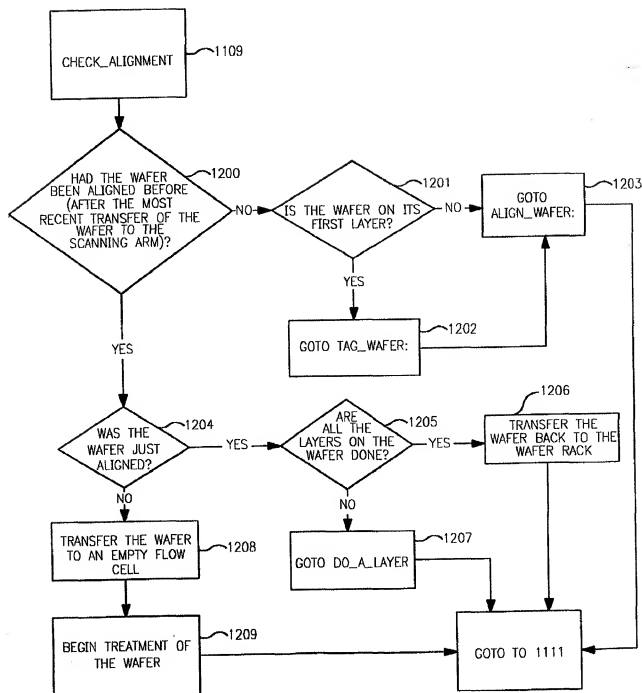 CHECK_ALIGNMENT
1109
HAD THE WAFER
BEEN ALIGNED BEFORE
(AFTER THE MOST
RECENT TRANSFER OF THE
WAFER TO THE
SCANNING ARM)?
1200
NO
IS THE WAFER ON ITS
FIRST LAYER?
1201
NO
GOTO
ALIGN_WAFER:
1203
YES
GOTO TAG_WAFER:
1202
YES
WAS THE
WAFER JUST
ALIGNED?
1204
YES
ARE
ALL THE
LAYERS ON THE
WAFER DONE?
1205
YES
TRANSFER THE
WAFER BACK TO THE
WAFER RACK
1206
NO
NO
TRANSFER THE WAFER
TO AN EMPTY FLOW
CELL
1208
GOTO DO_A_LAYER
1207
BEGIN TREATMENT OF
THE WAFER
1209
GOTO TO 1111